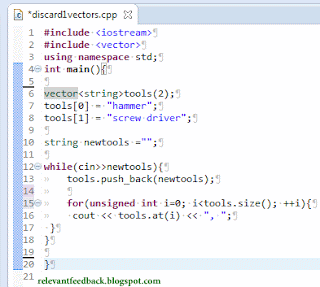 *discard1vectors.cpp
1 #include <iostream>
2 #include <vector>
3 using namespace std;
4 int main(){
5
6 vector<string>tools(2);
7 tools[0] = "hammer";
8 tools[1] = "screw driver";
9
10 string newtools ="";
11
12 while(cin>>newtools){
13 tools.push_back(newtools);
14
15 for(unsigned int i=0; i<tools.size(); ++i){
16 cout << tools.at(i) << ", ";
17 }
18 }
19
20 }
21
relevantfeedback.blogspot.com